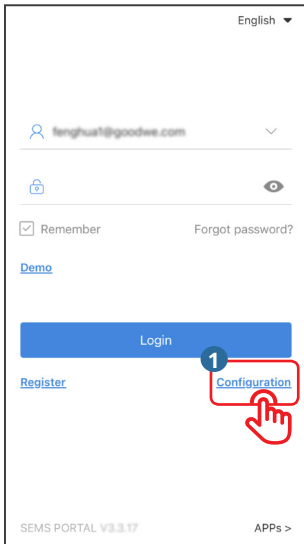 English
fenghua1@goodwe.com
Remember Forgot password?
Demo
Login
1
Register Configuration
SEMS PORTAL V3.3.17 APPs >